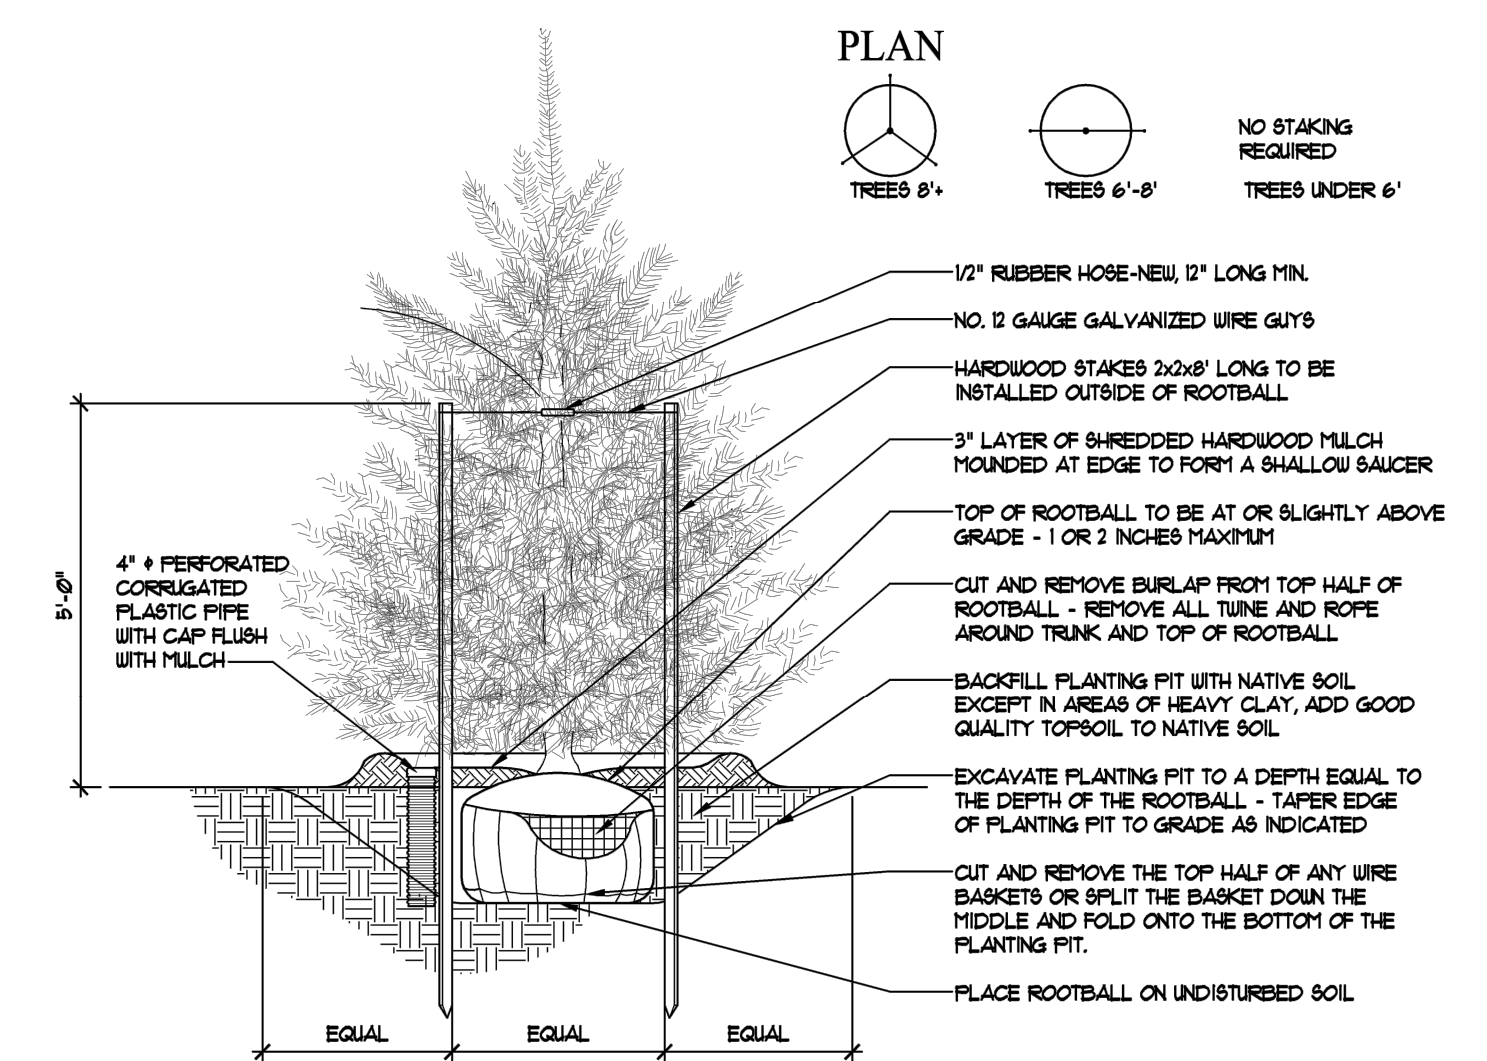 PLAN
TREES 8'+
TREES 6'-8'
NO STAKING
REQUIRED
TREES UNDER 6'
1/2" RUBBER HOSE-NEW, 12" LONG MIN.
NO. 12 GAUGE GALVANIZED WIRE GUYS
HARDWOOD STAKES 2x2x8' LONG TO BE
INSTALLED OUTSIDE OF ROOTBALL
3" LAYER OF SHREDDED HARDWOOD MULCH
MOUNDED AT EDGE TO FORM A SHALLOW SAUCER
TOP OF ROOTBALL TO BE AT OR SLIGHTLY ABOVE
GRADE - 1 OR 2 INCHES MAXIMUM
CUT AND REMOVE BURLAP FROM TOP HALF OF
ROOTBALL - REMOVE ALL TWINE AND ROPE
AROUND TRUNK AND TOP OF ROOTBALL
BACKFILL PLANTING PIT WITH NATIVE SOIL
EXCEPT IN AREAS OF HEAVY CLAY, ADD GOOD
QUALITY TOPSOIL TO NATIVE SOIL
EXCAVATE PLANTING PIT TO A DEPTH EQUAL TO
THE DEPTH OF THE ROOTBALL - TAPER EDGE
OF PLANTING PIT TO GRADE AS INDICATED
CUT AND REMOVE THE TOP HALF OF ANY WIRE
BASKETS OR SPLIT THE BASKET DOWN THE
MIDDLE AND FOLD ONTO THE BOTTOM OF THE
PLANTING PIT.
PLACE ROOTBALL ON UNDISTURBED SOIL
5'-0"
4" ϕ PERFORATED
CORRUGATED
PLASTIC PIPE
WITH CAP FLUSH
WITH MULCH
EQUAL
EQUAL
EQUAL